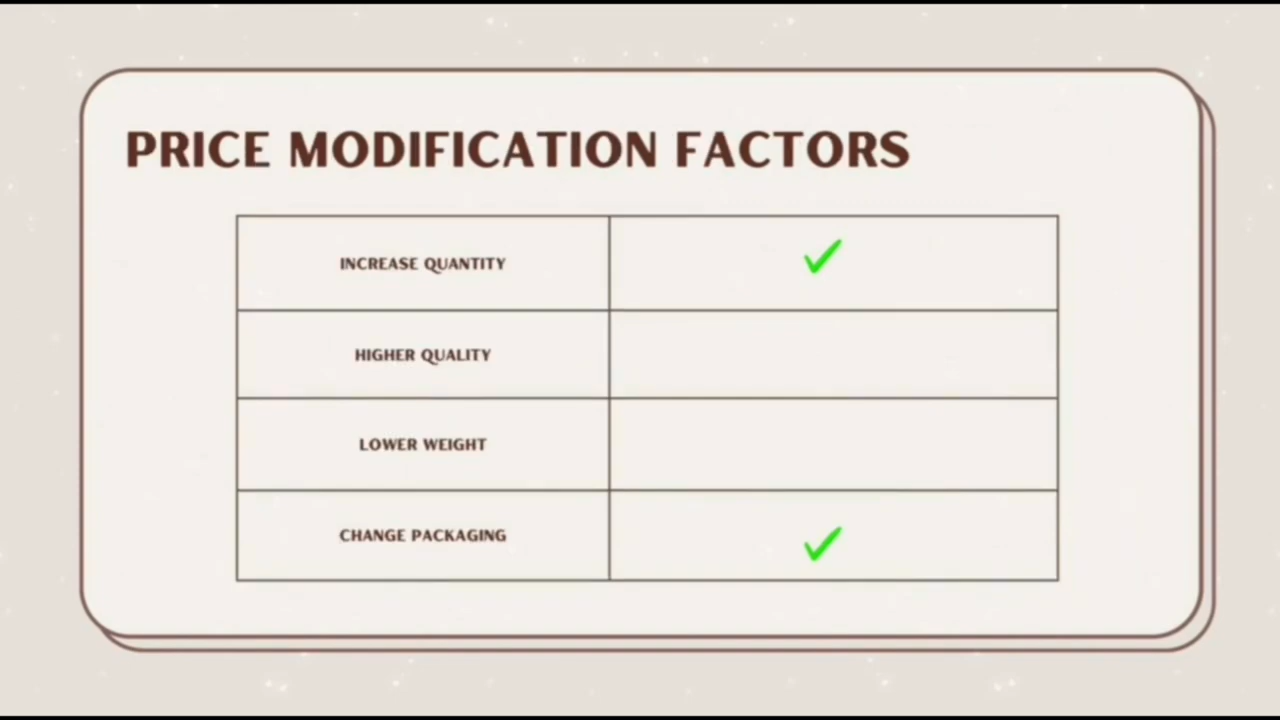 PRICE MODIFICATION FACTORS
INCREASE QUANTITY
HIGHER QUALITY
LOWER WEIGHT
CHANGE PACKAGING